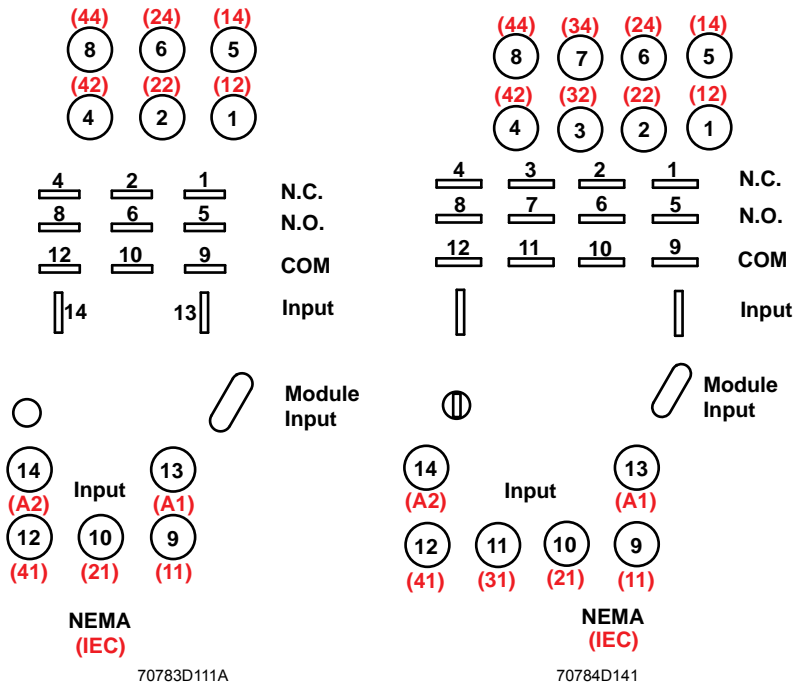 (44) (24) (14)
8 6 5
(42) (22) (12)
4 2 1
4 2 1 N.C.
8 6 5 N.O.
12 10 9 COM
14 13 Input
Module
Input
14 13
Input
(A2) (A1)
12 10 9
(41) (21) (11)
NEMA
(IEC)
70783D111A
(44) (34) (24) (14)
8 7 6 5
(42) (32) (22) (12)
4 3 2 1
4 3 2 1 N.C.
8 7 6 5 N.O.
12 11 10 9 COM
Input
Module
Input
14 13
Input
(A2) (A1)
12 11 10 9
(41) (31) (21) (11)
NEMA
(IEC)
70784D141